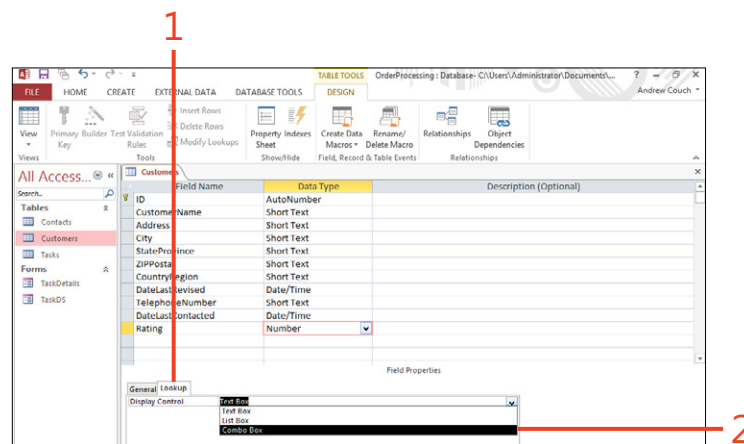 1
TABLE TOOLS OrderProcessing : Database- C:\Users\Administrator\Documents\... ?
FILE HOME CREATE EXTERNAL DATA DATABASE TOOLS DESIGN Andrew Couch
View Primary Key Builder Test Validation Rules Insert Rows Delete Rows Modify Lookups Property Sheet Indexes Create Data Macros Rename/ Delete Macro Relationships Object Dependencies
Views Tools Show/Hide Field, Record & Table Events Relationships
All Access... «
Search...
Tables
Contacts
Customers
Tasks
Forms
TaskDetails
TaskDS
Customers
Field Name Data Type Description (Optional)
ID AutoNumber
CustomerName Short Text
Address Short Text
City Short Text
StateProvince Short Text
ZIPPostal Short Text
CountryRegion Short Text
DateLastRevised Date/Time
TelephoneNumber Short Text
DateLastContacted Date/Time
Rating Number
Field Properties
General Lookup
Display Control Text Box
Text Box
List Box
Combo Box
2